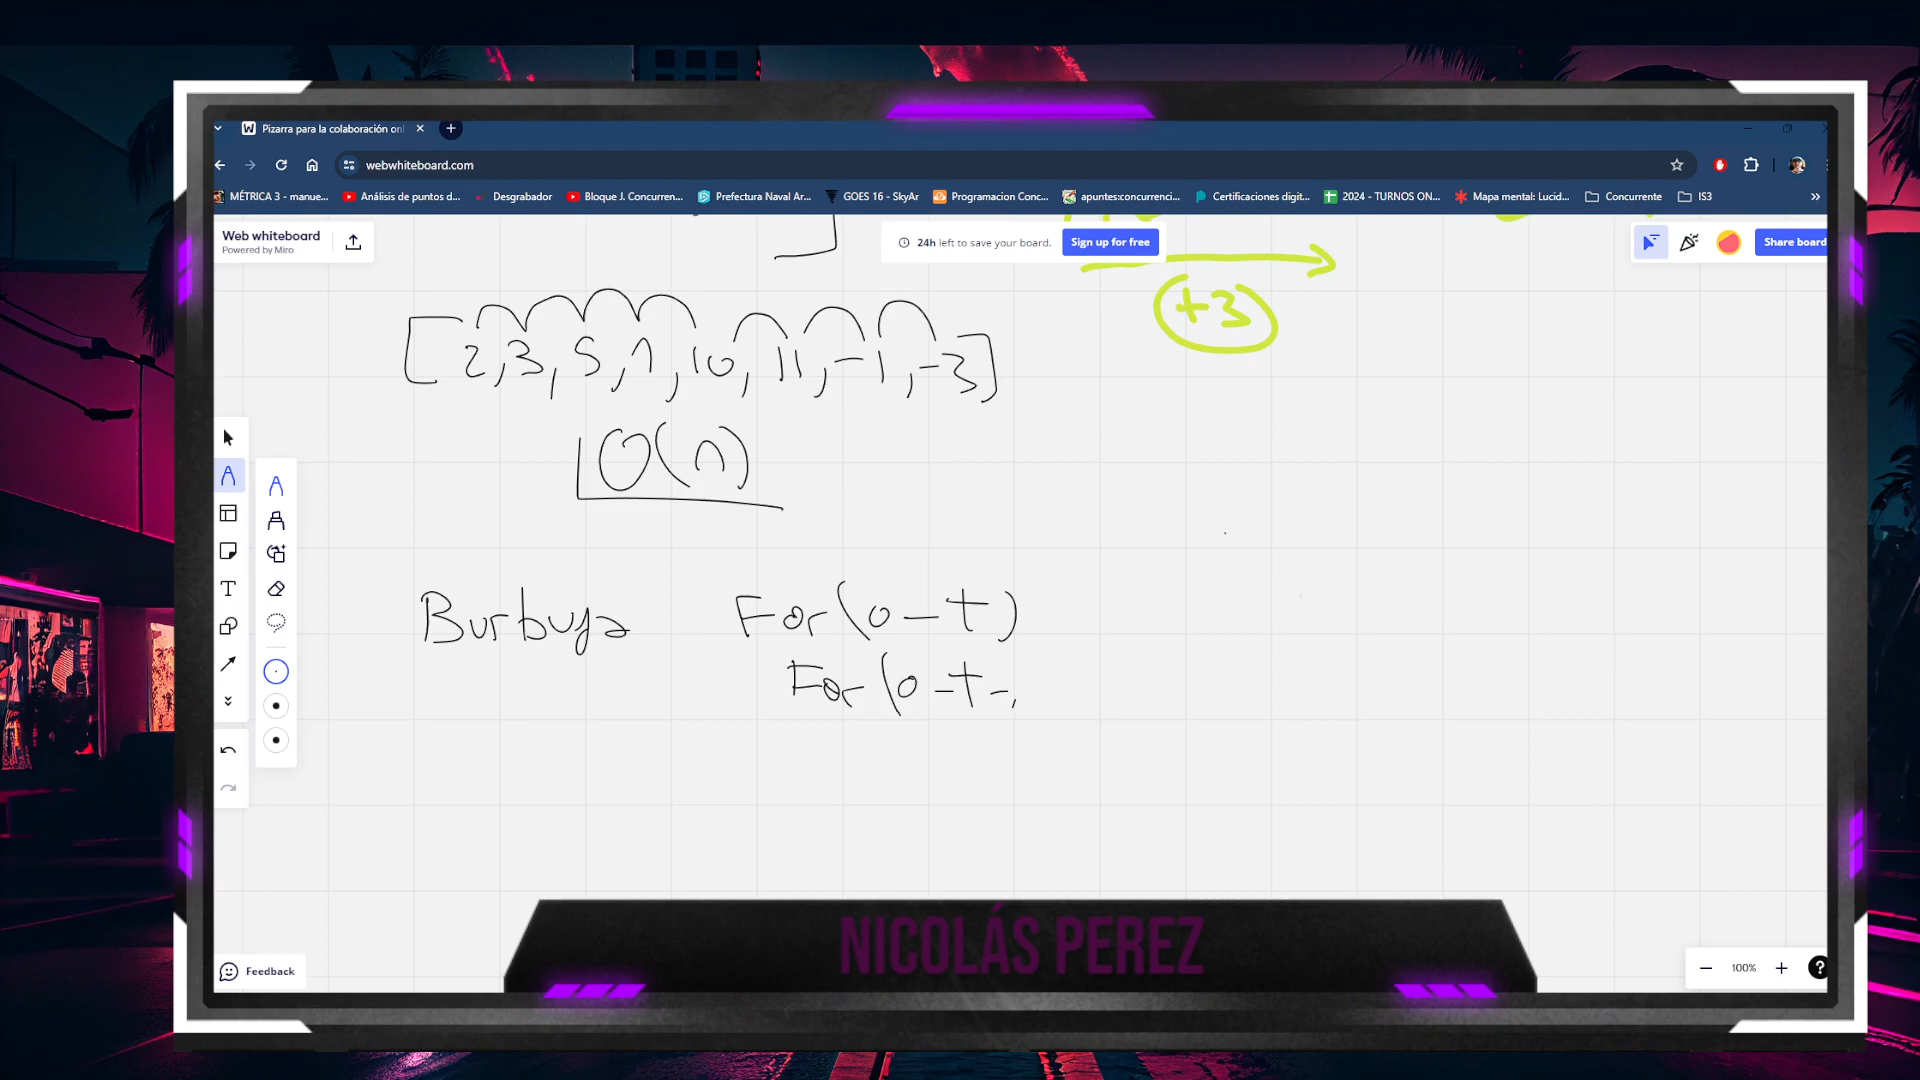 Pizarra para la colaboración onl
webwhiteboard.com
MÉTRICA 3 - manue...
Análisis de puntos d...
Desgrabador
Bloque J. Concurren...
Prefectura Naval Ar...
GOES 16 - SkyAr
Programacion Conc...
apuntes:concurrenci...
Certificaciones digit...
2024 - TURNOS ON...
Mapa mental: Lucid...
Concurrente
IS3
Web whiteboard
Powered by Miro
24h left to save your board.
Sign up for free
Share board
+3
[2,3,5,1,10,11,-1,-3]
O(n)
Burbuja
For(0-t)
For(0-t-
Feedback
100%
NICOLÁS PEREZ